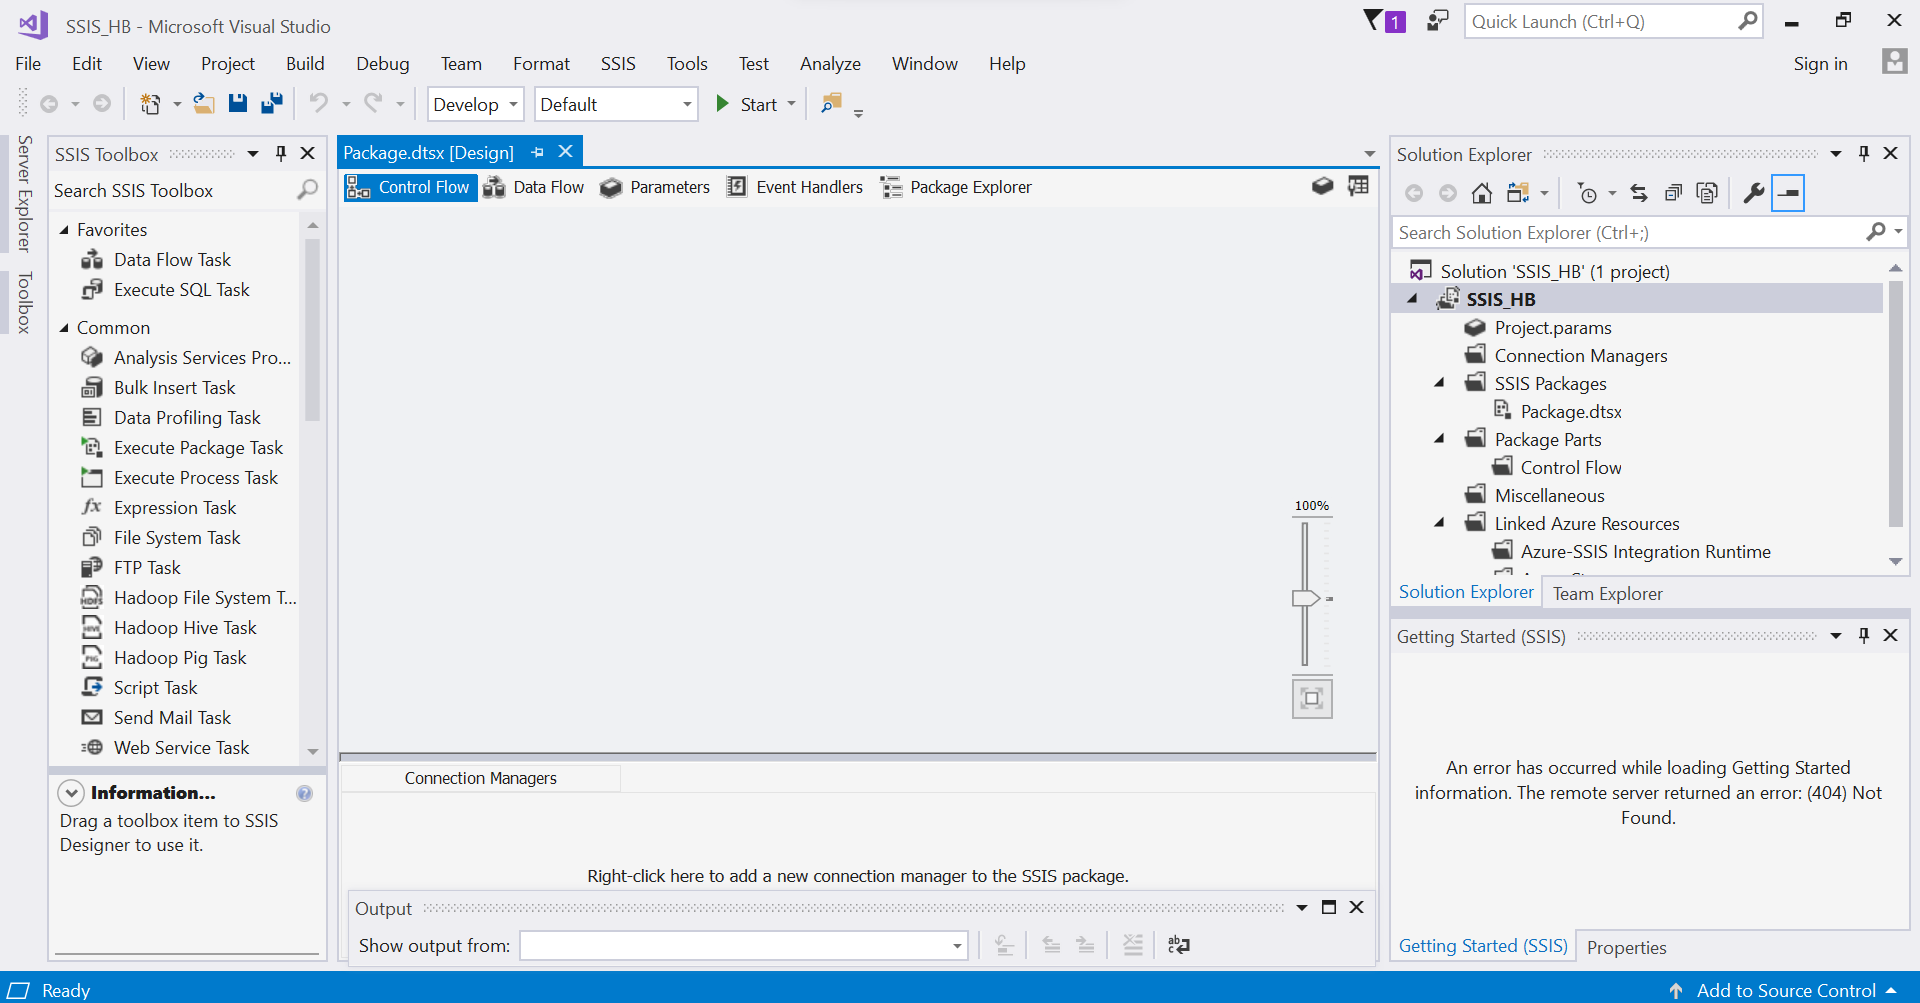 SSIS_HB - Microsoft Visual Studio
1
Quick Launch (Ctrl+Q)
File Edit View Project Build Debug Team Format SSIS Tools Test Analyze Window Help
Sign in
Develop
Default
Start
Server Explorer
Toolbox
SSIS Toolbox
Search SSIS Toolbox
Favorites
Data Flow Task
Execute SQL Task
Common
Analysis Services Pro...
Bulk Insert Task
Data Profiling Task
Execute Package Task
Execute Process Task
fx Expression Task
File System Task
FTP Task
Hadoop File System T...
Hadoop Hive Task
Hadoop Pig Task
Script Task
Send Mail Task
Web Service Task
Information...
Drag a toolbox item to SSIS
Designer to use it.
Package.dtsx [Design]
Control Flow Data Flow Parameters Event Handlers Package Explorer
100%
Connection Managers
Right-click here to add a new connection manager to the SSIS package.
Output
Show output from:
Solution Explorer
Search Solution Explorer (Ctrl+;)
Solution 'SSIS_HB' (1 project)
SSIS_HB
Project.params
Connection Managers
SSIS Packages
Package.dtsx
Package Parts
Control Flow
Miscellaneous
Linked Azure Resources
Azure-SSIS Integration Runtime
Solution Explorer Team Explorer
Getting Started (SSIS)
An error has occurred while loading Getting Started
information. The remote server returned an error: (404) Not
Found.
Getting Started (SSIS) Properties
Ready
Add to Source Control